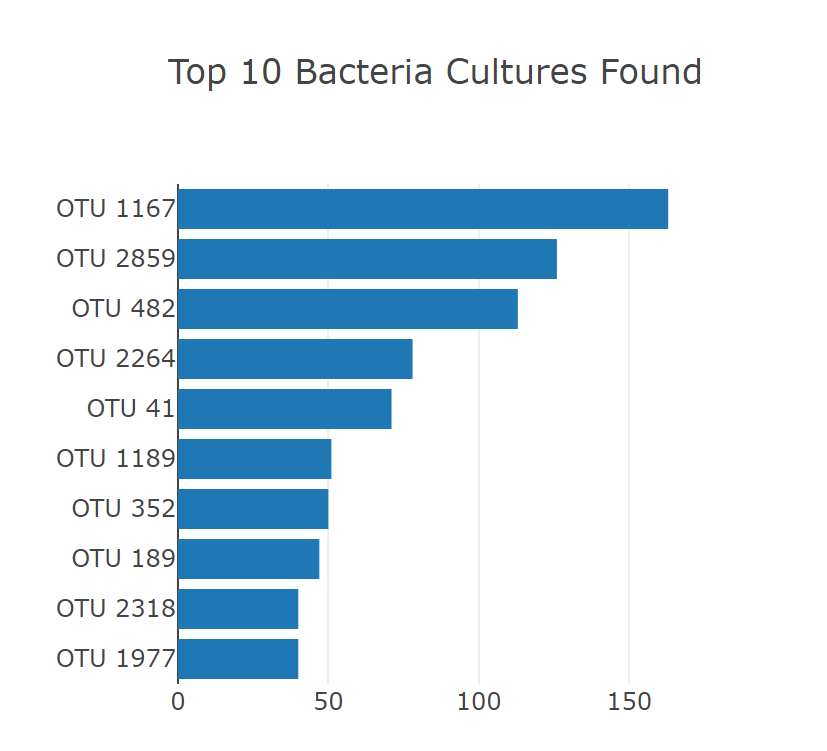 Top 10 Bacteria Cultures Found
OTU 1167
OTU 2859
OTU 482
OTU 2264
OTU 41
OTU 1189
OTU 352
OTU 189
OTU 2318
OTU 1977
0 50 100 150